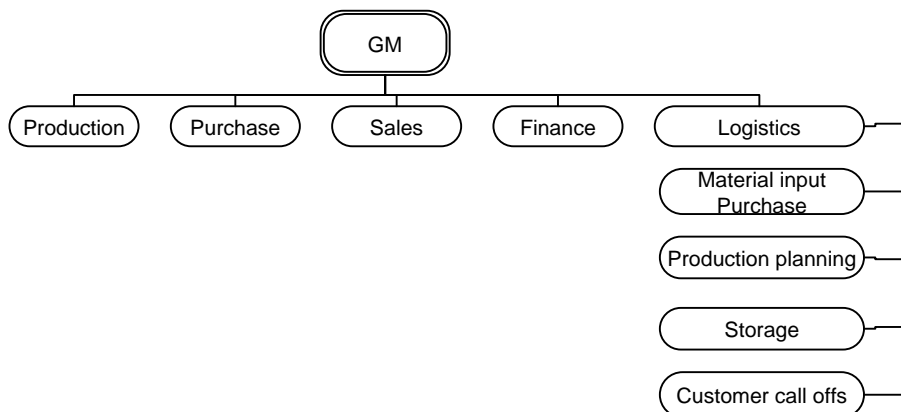 GM
Production
Purchase
Sales
Finance
Logistics
Material input
Purchase
Production planning
Storage
Customer call offs